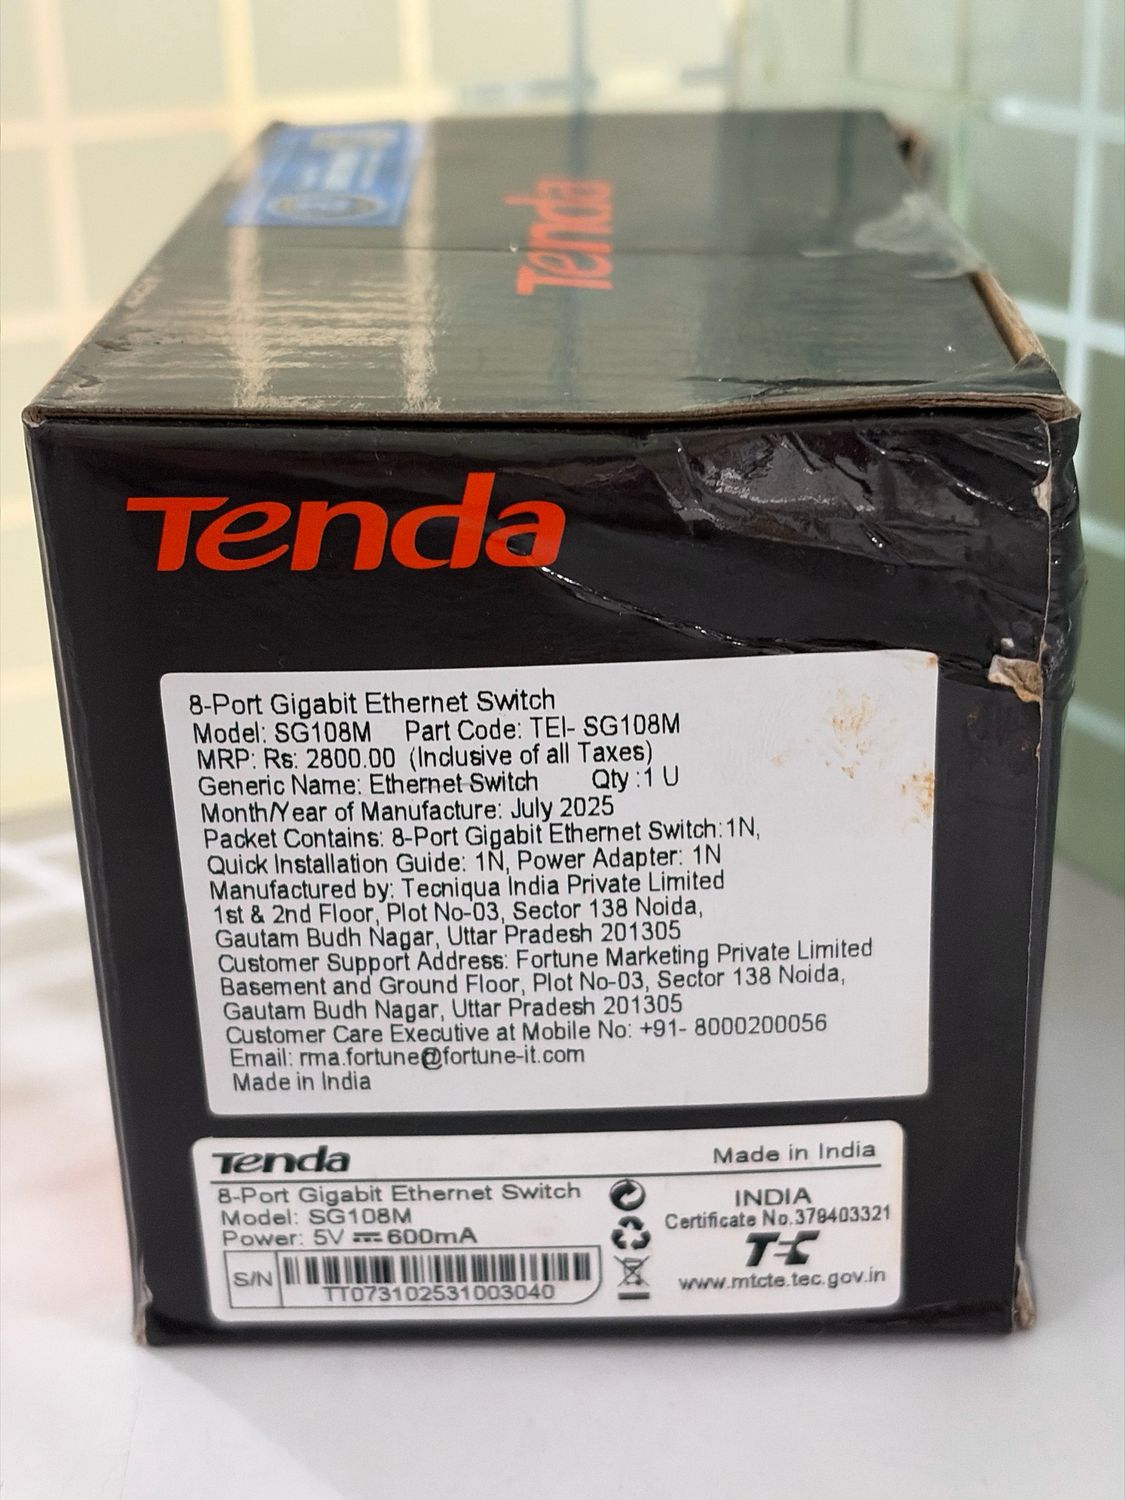 Tenda
Tenda
8-Port Gigabit Ethernet Switch
Model: SG108M Part Code: TEI- SG108M
MRP: Rs: 2800.00 (Inclusive of all Taxes)
Generic Name: Ethernet Switch Qty :1 U
Month/Year of Manufacture: July 2025
Packet Contains: 8-Port Gigabit Ethernet Switch:1N,
Quick Installation Guide: 1N, Power Adapter: 1N
Manufactured by: Tecniqua India Private Limited
1st & 2nd Floor, Plot No-03, Sector 138 Noida,
Gautam Budh Nagar, Uttar Pradesh 201305
Customer Support Address: Fortune Marketing Private Limited
Basement and Ground Floor, Plot No-03, Sector 138 Noida,
Gautam Budh Nagar, Uttar Pradesh 201305
Customer Care Executive at Mobile No: +91- 8000200056
Email: rma.fortune@fortune-it.com
Made in India
Tenda Made in India
8-Port Gigabit Ethernet Switch
Model: SG108M
Power: 5V ⎓ 600mA
S/N
TT073102531003040
INDIA
Certificate No.378403321
TEC
www.mtcte.tec.gov.in